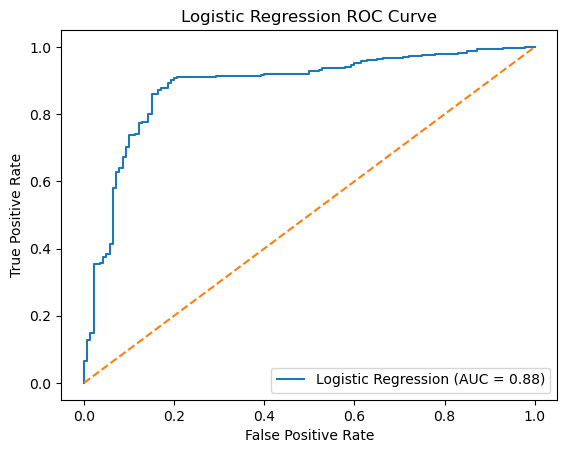 Logistic Regression ROC Curve
1.0
0.8
0.6
0.4
0.2
0.0
True Positive Rate
0.0 0.2 0.4 0.6 0.8 1.0
False Positive Rate
Logistic Regression (AUC = 0.88)